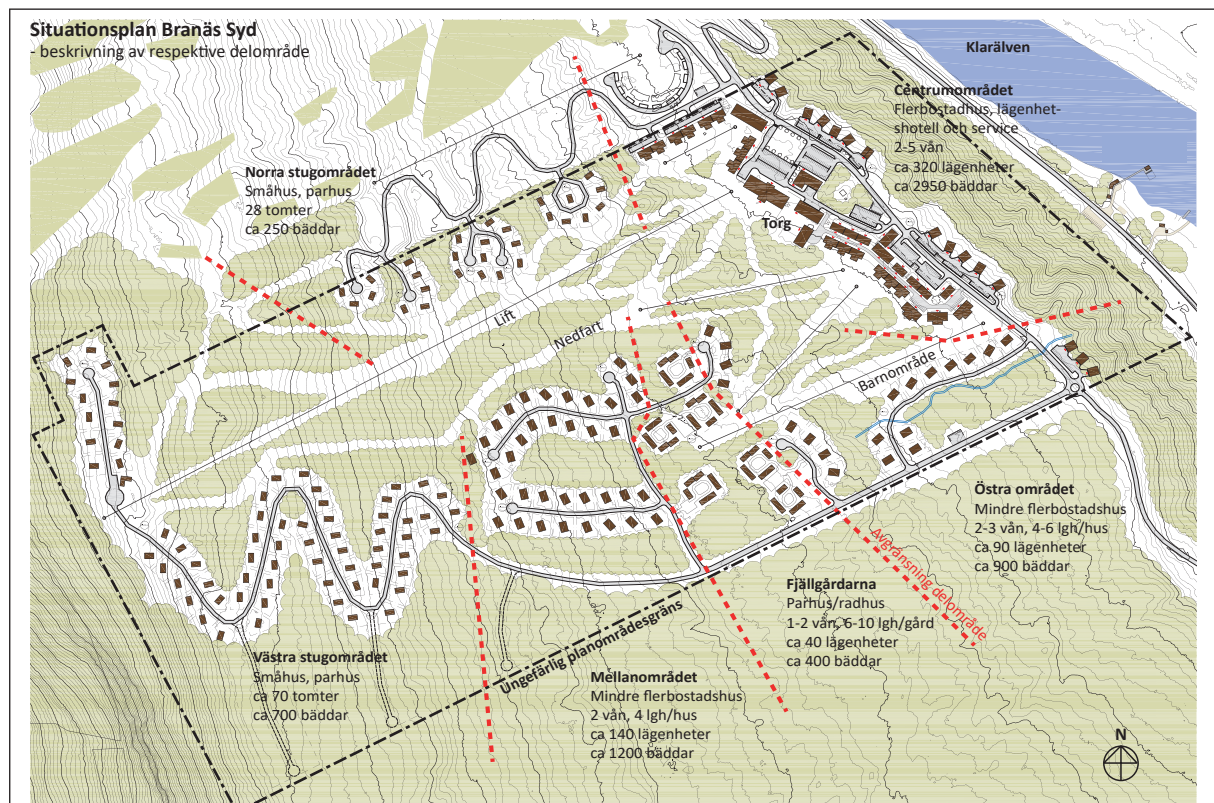 Situationsplan Branäs Syd
- beskrivning av respektive delområde
Klarälven
Centrumområdet
Flerbostadhus, lägenhet-
shotell och service
2-5 vån
ca 320 lägenheter
ca 2950 bäddar
Norra stugområdet
Småhus, parhus
28 tomter
ca 250 bäddar
Torg
Lift
Nedfart
Barnområde
Östra området
Mindre flerbostadshus
2-3 vån, 4-6 lgh/hus
ca 90 lägenheter
ca 900 bäddar
Avgränsning delområde
Fjällgårdarna
Parhus/radhus
1-2 vån, 6-10 lgh/gård
ca 40 lägenheter
ca 400 bäddar
Ungefärlig planområdesgräns
Västra stugområdet
Småhus, parhus
ca 70 tomter
ca 700 bäddar
Mellanområdet
Mindre flerbostadshus
2 vån, 4 lgh/hus
ca 140 lägenheter
ca 1200 bäddar
N